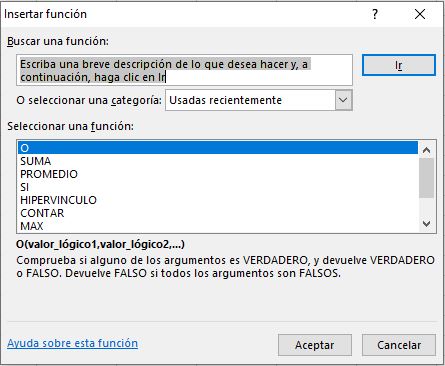 Insertar función
?
Buscar una función:
Escriba una breve descripción de lo que desea hacer y, a
continuación, haga clic en Ir
Ir
O seleccionar una categoría: Usadas recientemente
Seleccionar una función:
O
SUMA
PROMEDIO
SI
HIPERVINCULO
CONTAR
MAX
O(valor_lógico1,valor_lógico2,...)
Comprueba si alguno de los argumentos es VERDADERO, y devuelve VERDADERO
o FALSO. Devuelve FALSO si todos los argumentos son FALSOS.
Ayuda sobre esta función
Aceptar
Cancelar